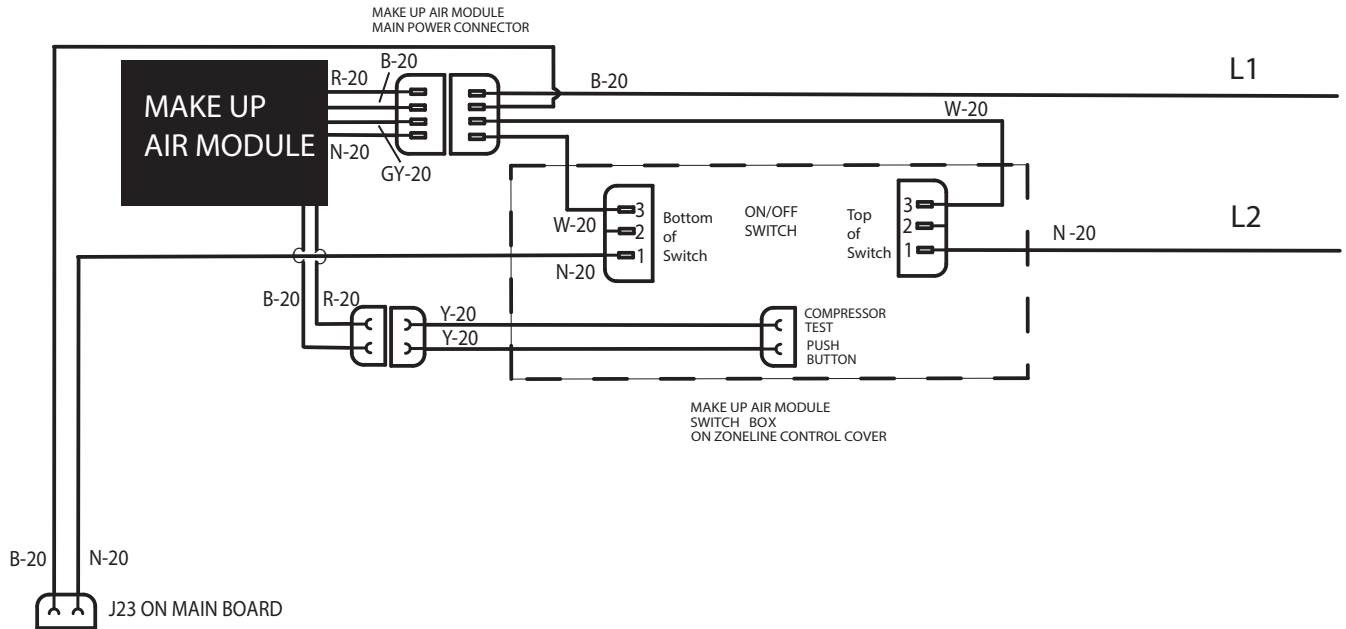 MAKE UP AIR MODULE
MAIN POWER CONNECTOR
B-20
R-20
B-20
L1
MAKE UP
AIR MODULE
W-20
N-20
GY-20
3
2
1
Bottom
of
Switch
W-20
N-20
ON/OFF
SWITCH
Top
of
Switch
3
2
1
L2
N -20
B-20
R-20
Y-20
Y-20
COMPRESSOR
TEST
PUSH
BUTTON
MAKE UP AIR MODULE
SWITCH BOX
ON ZONELINE CONTROL COVER
B-20
N-20
J23 ON MAIN BOARD